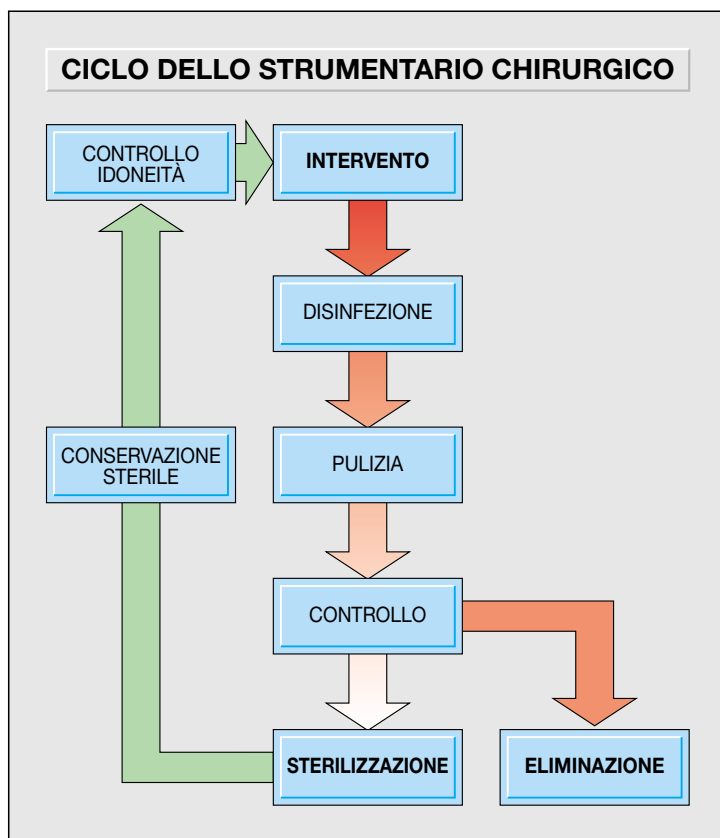 CICLO DELLO STRUMENTARIO CHIRURGICO
CONTROLLO
IDONEITÀ
INTERVENTO
DISINFEZIONE
CONSERVAZIONE
STERILE
PULIZIA
CONTROLLO
STERILIZZAZIONE
ELIMINAZIONE